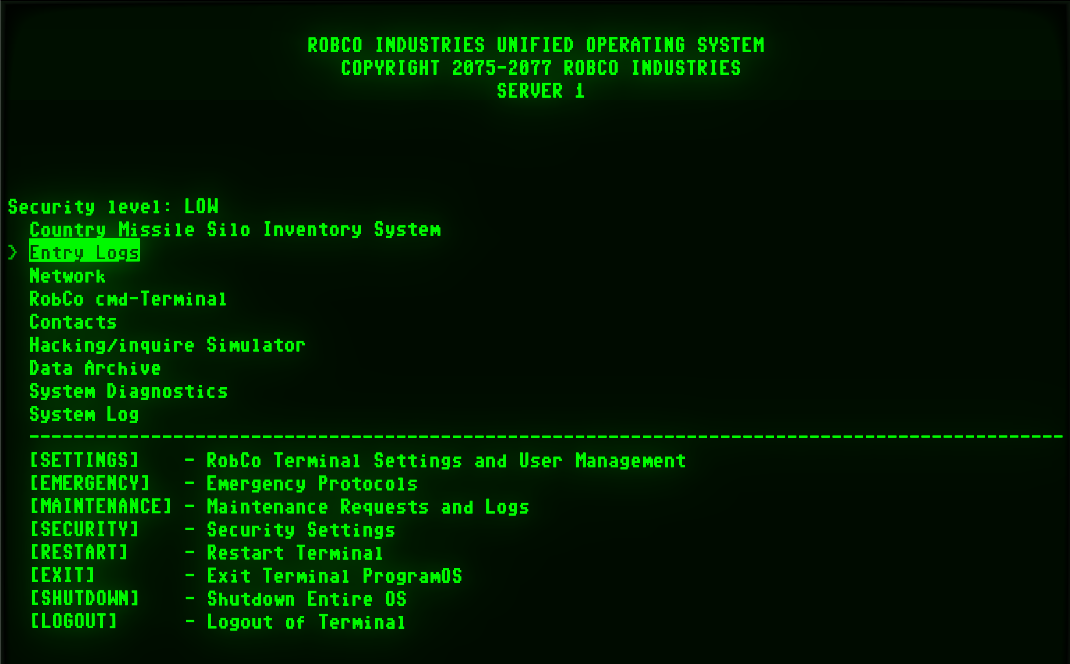 ROBCO INDUSTRIES UNIFIED OPERATING SYSTEM
COPYRIGHT 2075-2077 ROBCO INDUSTRIES
SERVER 1
Security level: LOW
Country Missile Silo Inventory System
> Entry Logs
Network
RobCo cmd-Terminal
Contacts
Hacking/inquire Simulator
Data Archive
System Diagnostics
System Log
----------------------------------------------------------------------------------------------
[SETTINGS] - RobCo Terminal Settings and User Management
[EMERGENCY] - Emergency Protocols
[MAINTENANCE] - Maintenance Requests and Logs
[SECURITY] - Security Settings
[RESTART] - Restart Terminal
[EXIT] - Exit Terminal ProgramOS
[SHUTDOWN] - Shutdown Entire OS
[LOGOUT] - Logout of Terminal